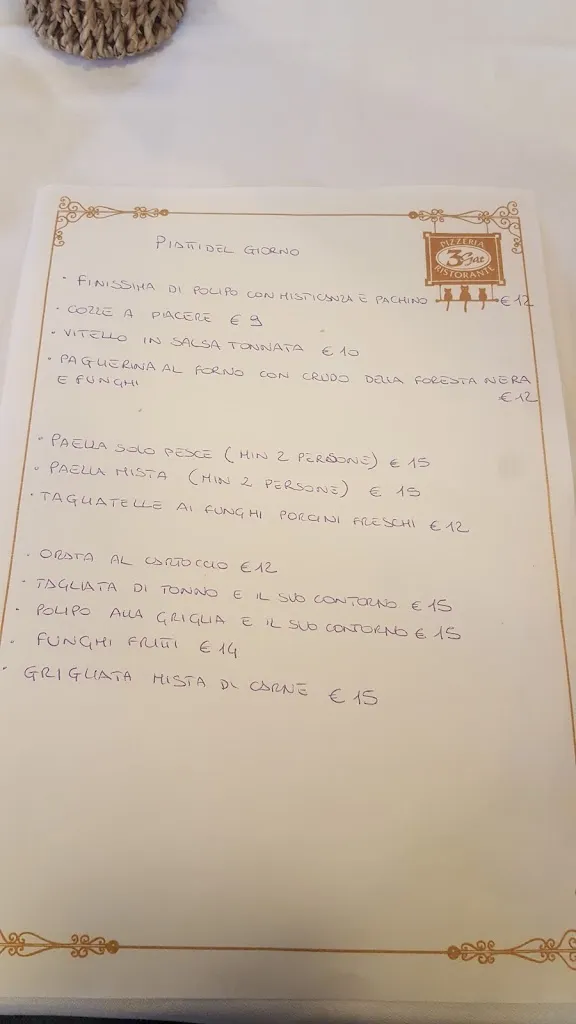 PIATTI DEL GIORNO
PIZZERIA
3Gat
RISTORANTE
· FINISSIMA DI POLIPO CON MISTICANZA E PACHINO € 12
· COZZE A PIACERE € 9
· VITELLO IN SALSA TONNATA € 10
· PAGLIERINA AL FORNO CON CRUDO DELLA FORESTA NERA
E FUNGHI
€ 12
· PAELLA SOLO PESCE (MIN 2 PERSONE) € 15
· PAELLA MISTA (MIN 2 PERSONE) € 15
· TAGLIATELLE AI FUNGHI PORCINI FRESCHI € 12
· ORATA AL CARTOCCIO € 12
· TAGLIATA DI TONNO E IL SUO CONTORNO € 15
· POLIPO ALLA GRIGLIA E IL SUO CONTORNO € 15
· FUNGHI FRITTI € 14
· GRIGLIATA MISTA DI CARNE € 15